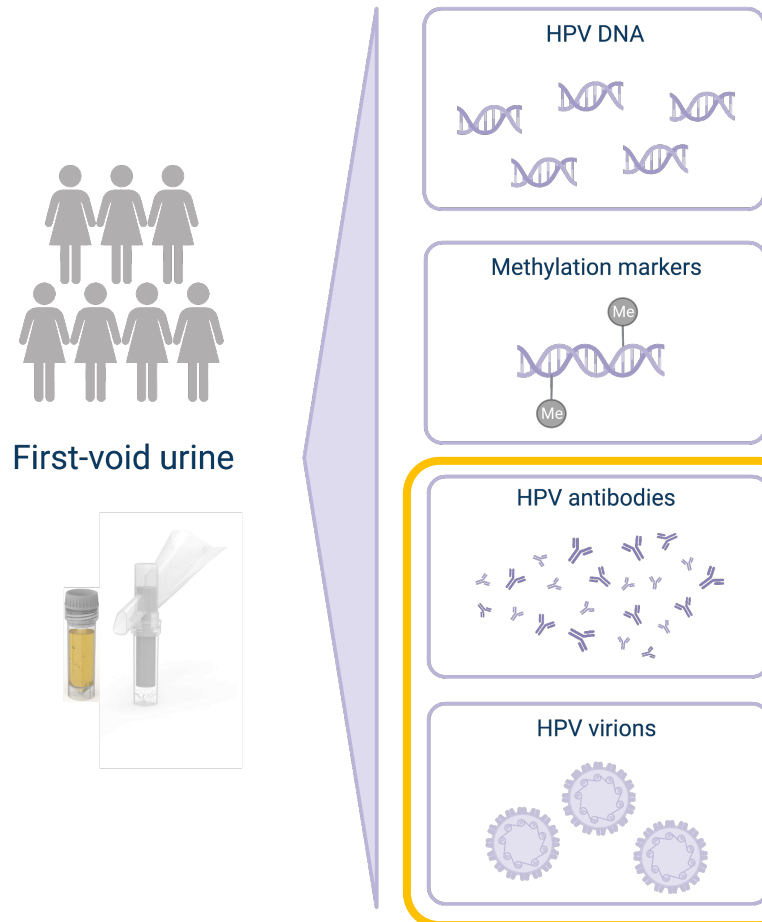 HPV DNA
Methylation markers
Me
Me
First-void urine
HPV antibodies
HPV virions